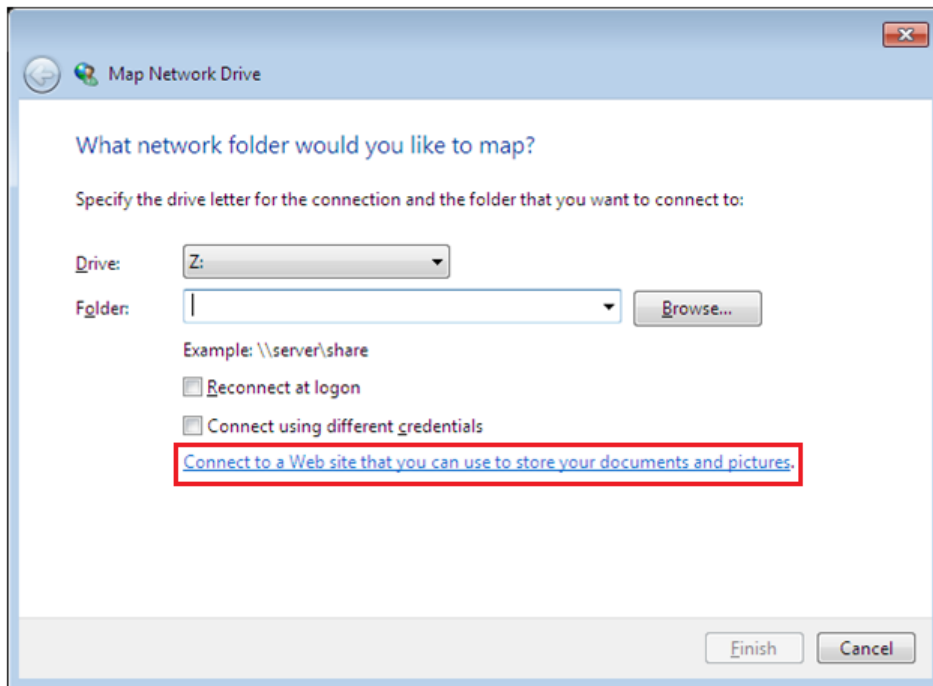 Map Network Drive
What network folder would you like to map?
Specify the drive letter for the connection and the folder that you want to connect to:
Drive: Z:
Folder: Browse...
Example: \\server\share
Reconnect at logon
Connect using different credentials
Connect to a Web site that you can use to store your documents and pictures.
Finish Cancel